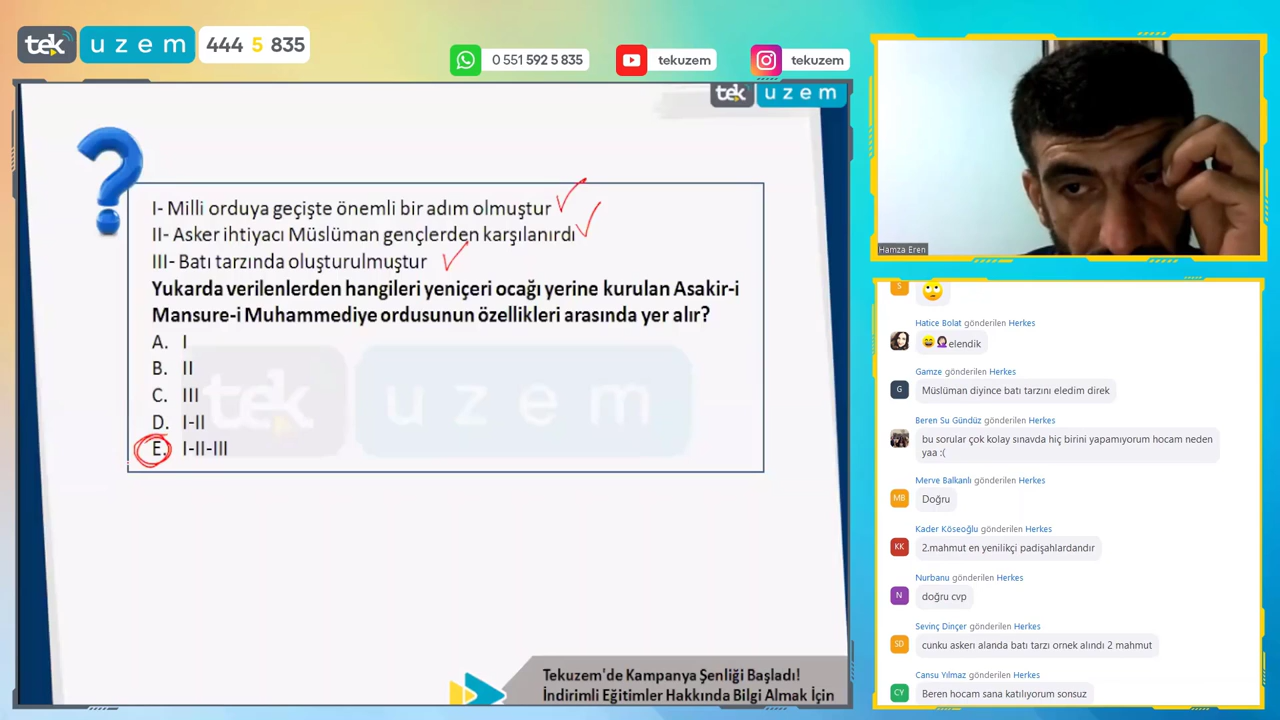 tek uzem 444 5 835
0 551 592 5 835
tekuzem
tekuzem
tek uzem
I- Milli orduya geçişte önemli bir adım olmuştur
II- Asker ihtiyacı Müslüman gençlerden karşılanırdı
III- Batı tarzında oluşturulmuştur
Yukarda verilenlerden hangileri yeniçeri ocağı yerine kurulan Asakir-i
Mansure-i Muhammediye ordusunun özellikleri arasında yer alır?
A. I
B. II
C. III
D. I-II
E. I-II-III
tek uzem
Tekuzem'de Kampanya Şenliği Başladı!
İndirimli Eğitimler Hakkında Bilgi Almak İçin
Hamza Eren
S
Hatice Bolat gönderilen Herkes
elendik
Gamze gönderilen Herkes
G
Müslüman diyince batı tarzını eledim direk
Beren Su Gündüz gönderilen Herkes
bu sorular çok kolay sınavda hiç birini yapamıyorum hocam neden
yaa :(
Merve Balkanlı gönderilen Herkes
MB
Doğru
Kader Köseoğlu gönderilen Herkes
KK
2.mahmut en yenilikçi padişahlardandır
Nurbanu gönderilen Herkes
N
doğru cvp
Sevinç Dinçer gönderilen Herkes
SD
cunku askerı alanda batı tarzı ornek alındı 2 mahmut
Cansu Yılmaz gönderilen Herkes
CY
Beren hocam sana katılıyorum sonsuz